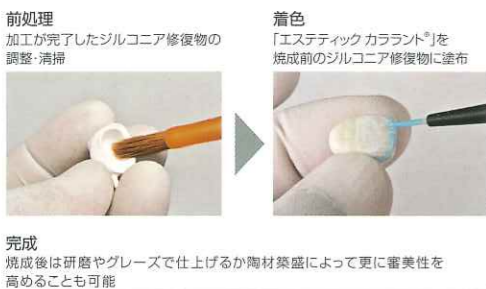 前処理
加工が完了したジルコニア修復物の
調整・清掃
着色
「エステティック カララント®」を
焼成前のジルコニア修復物に塗布
完成
焼成後は研磨やグレーズで仕上げるか陶材築盛によって更に審美性を
高めることも可能